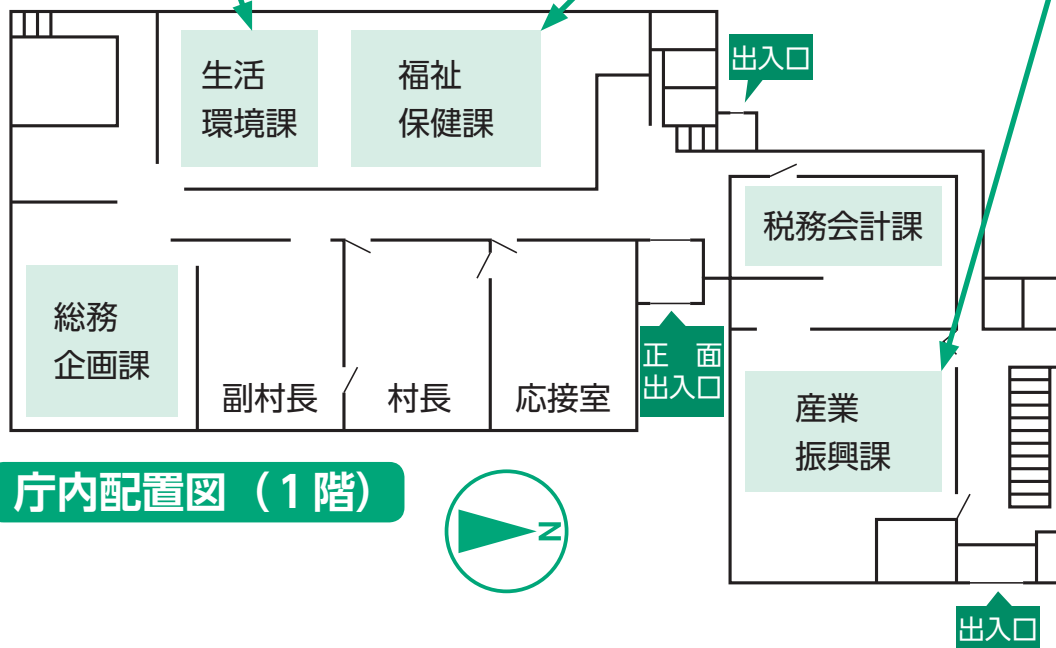 生活
環境課
福祉
保健課
出入口
税務会計課
総務
企画課
副村長
村長
応接室
正 面
出入口
産業
振興課
庁内配置図（1階）
N
出入口